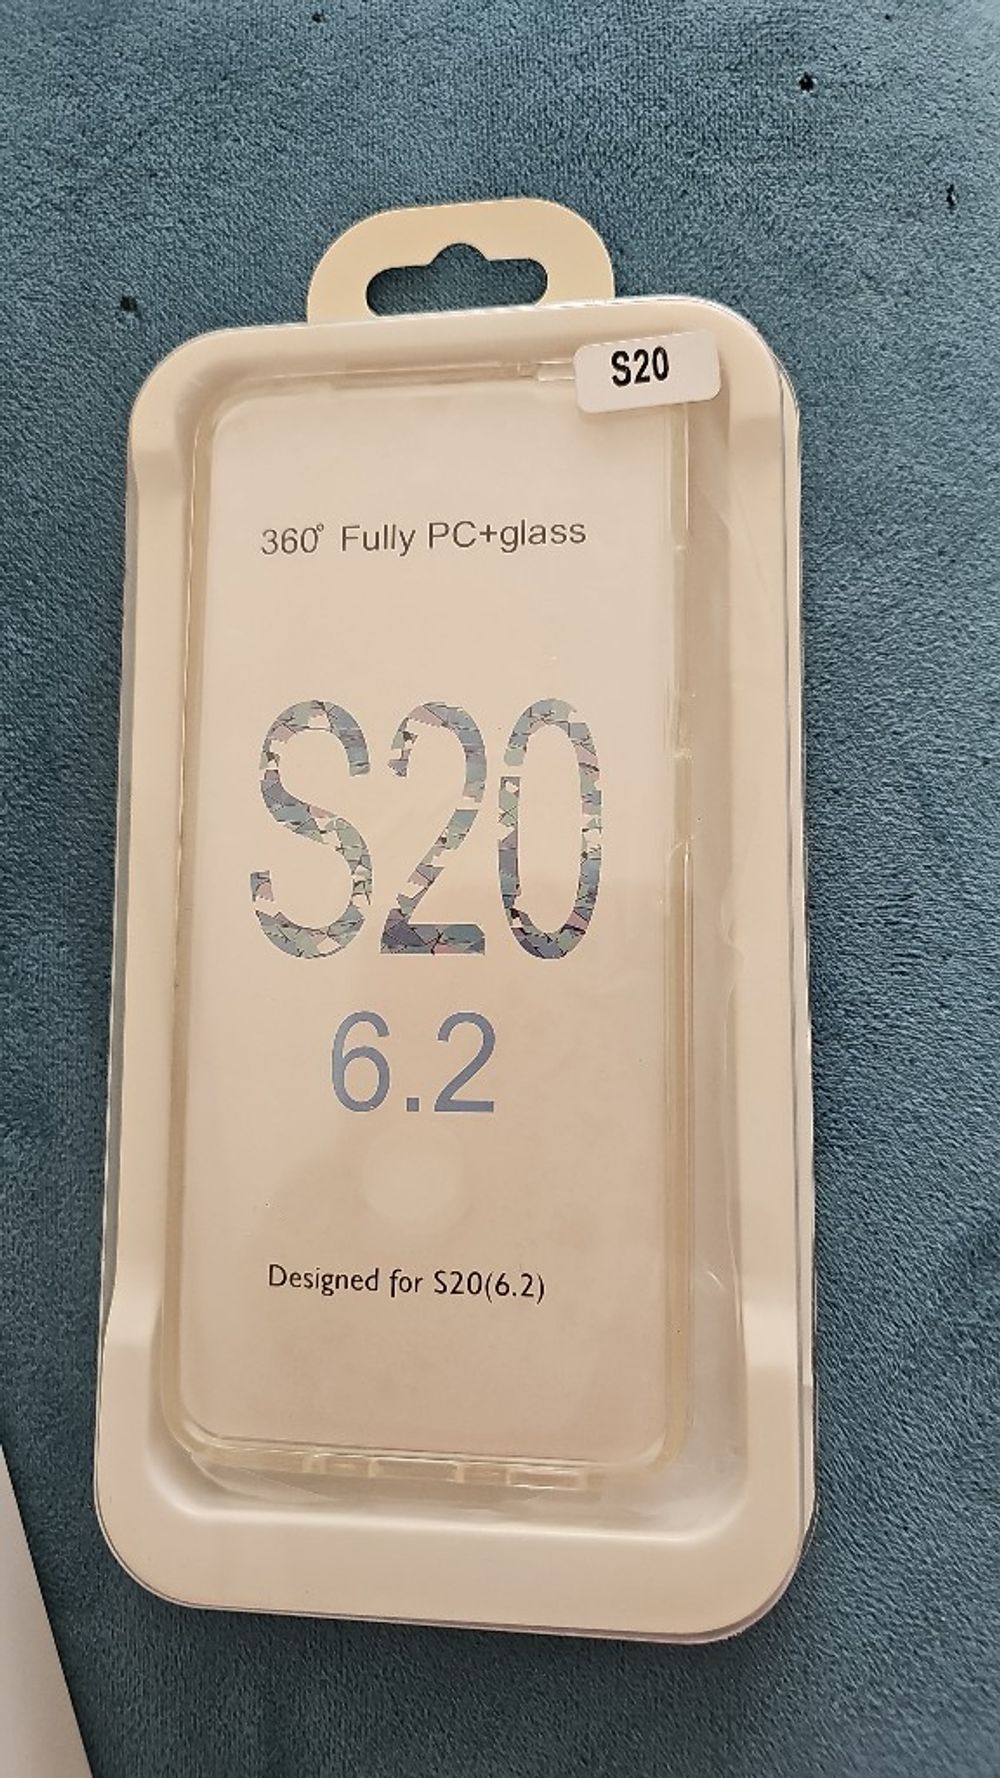 S20
360° Fully PC+glass
S20
6.2
Designed for S20(6.2)